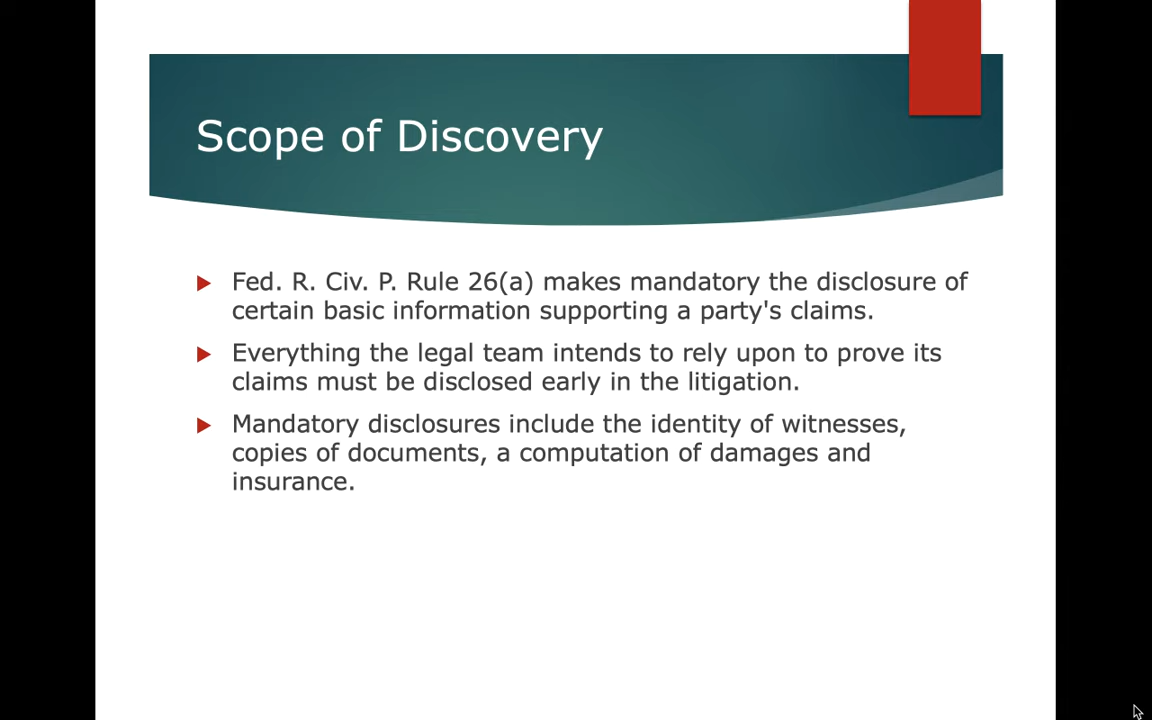 Scope of Discovery
Fed. R. Civ. P. Rule 26(a) makes mandatory the disclosure of
certain basic information supporting a party's claims.
Everything the legal team intends to rely upon to prove its
claims must be disclosed early in the litigation.
Mandatory disclosures include the identity of witnesses,
copies of documents, a computation of damages and
insurance.